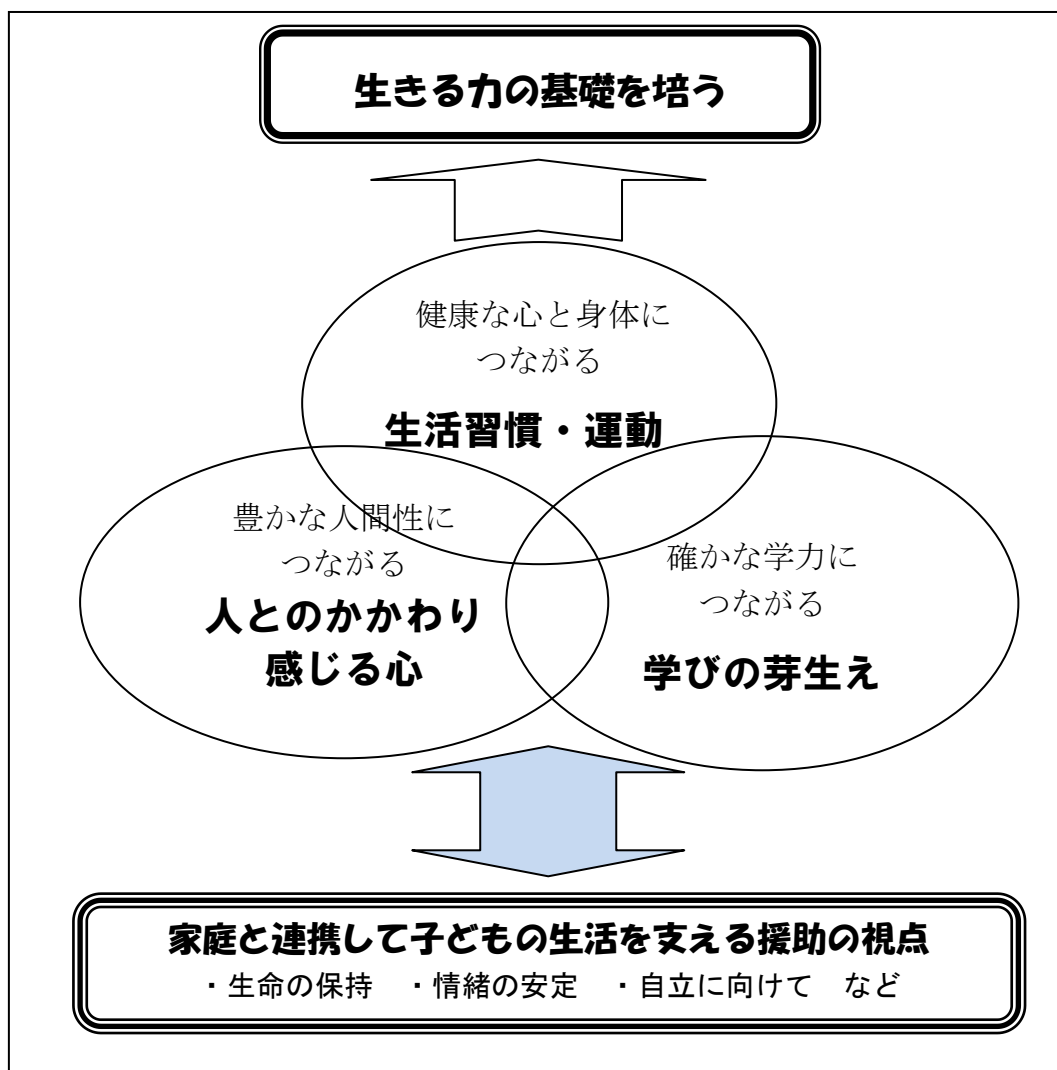 生きる力の基礎を培う
健康な心と身体に
つながる
生活習慣・運動
豊かな人間性に
つながる
人とのかかわり
感じる心
確かな学力に
つながる
学びの芽生え
家庭と連携して子どもの生活を支える援助の視点
・生命の保持　・情緒の安定　・自立に向けて　など